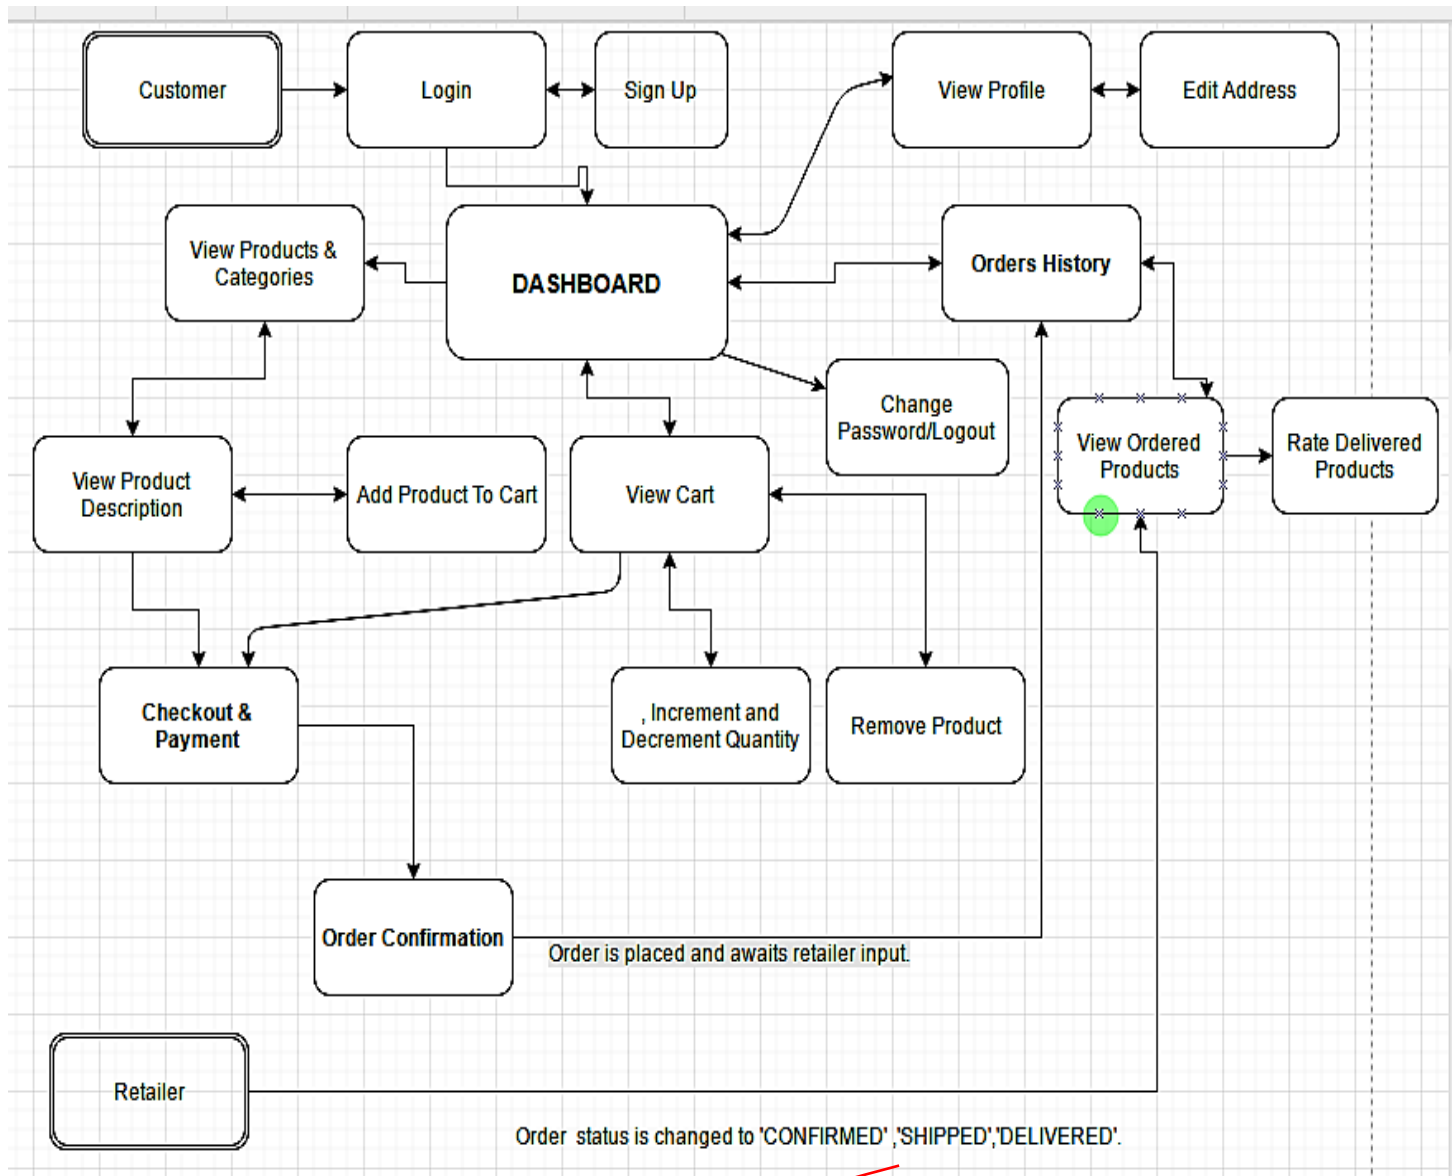 Customer
Login
Sign Up
View Profile
Edit Address
View Products &
Categories
DASHBOARD
Orders History
Change
Password/Logout
View Ordered
Products
Rate Delivered
Products
View Product
Description
Add Product To Cart
View Cart
Checkout &
Payment
, Increment and
Decrement Quantity
Remove Product
Order Confirmation
Order is placed and awaits retailer input.
Retailer
Order  status is changed to 'CONFIRMED' ,'SHIPPED','DELIVERED'.